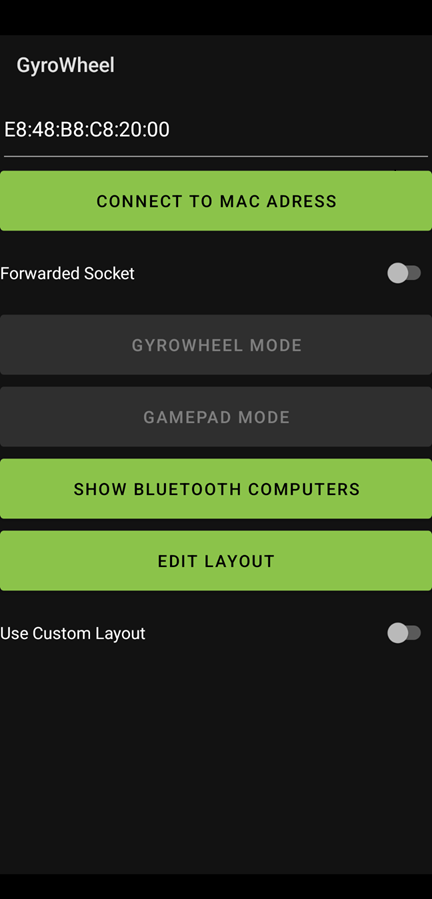 GyroWheel
E8:48:B8:C8:20:00
CONNECT TO MAC ADRESS
Forwarded Socket
GYROWHEEL MODE
GAMEPAD MODE
SHOW BLUETOOTH COMPUTERS
EDIT LAYOUT
Use Custom Layout